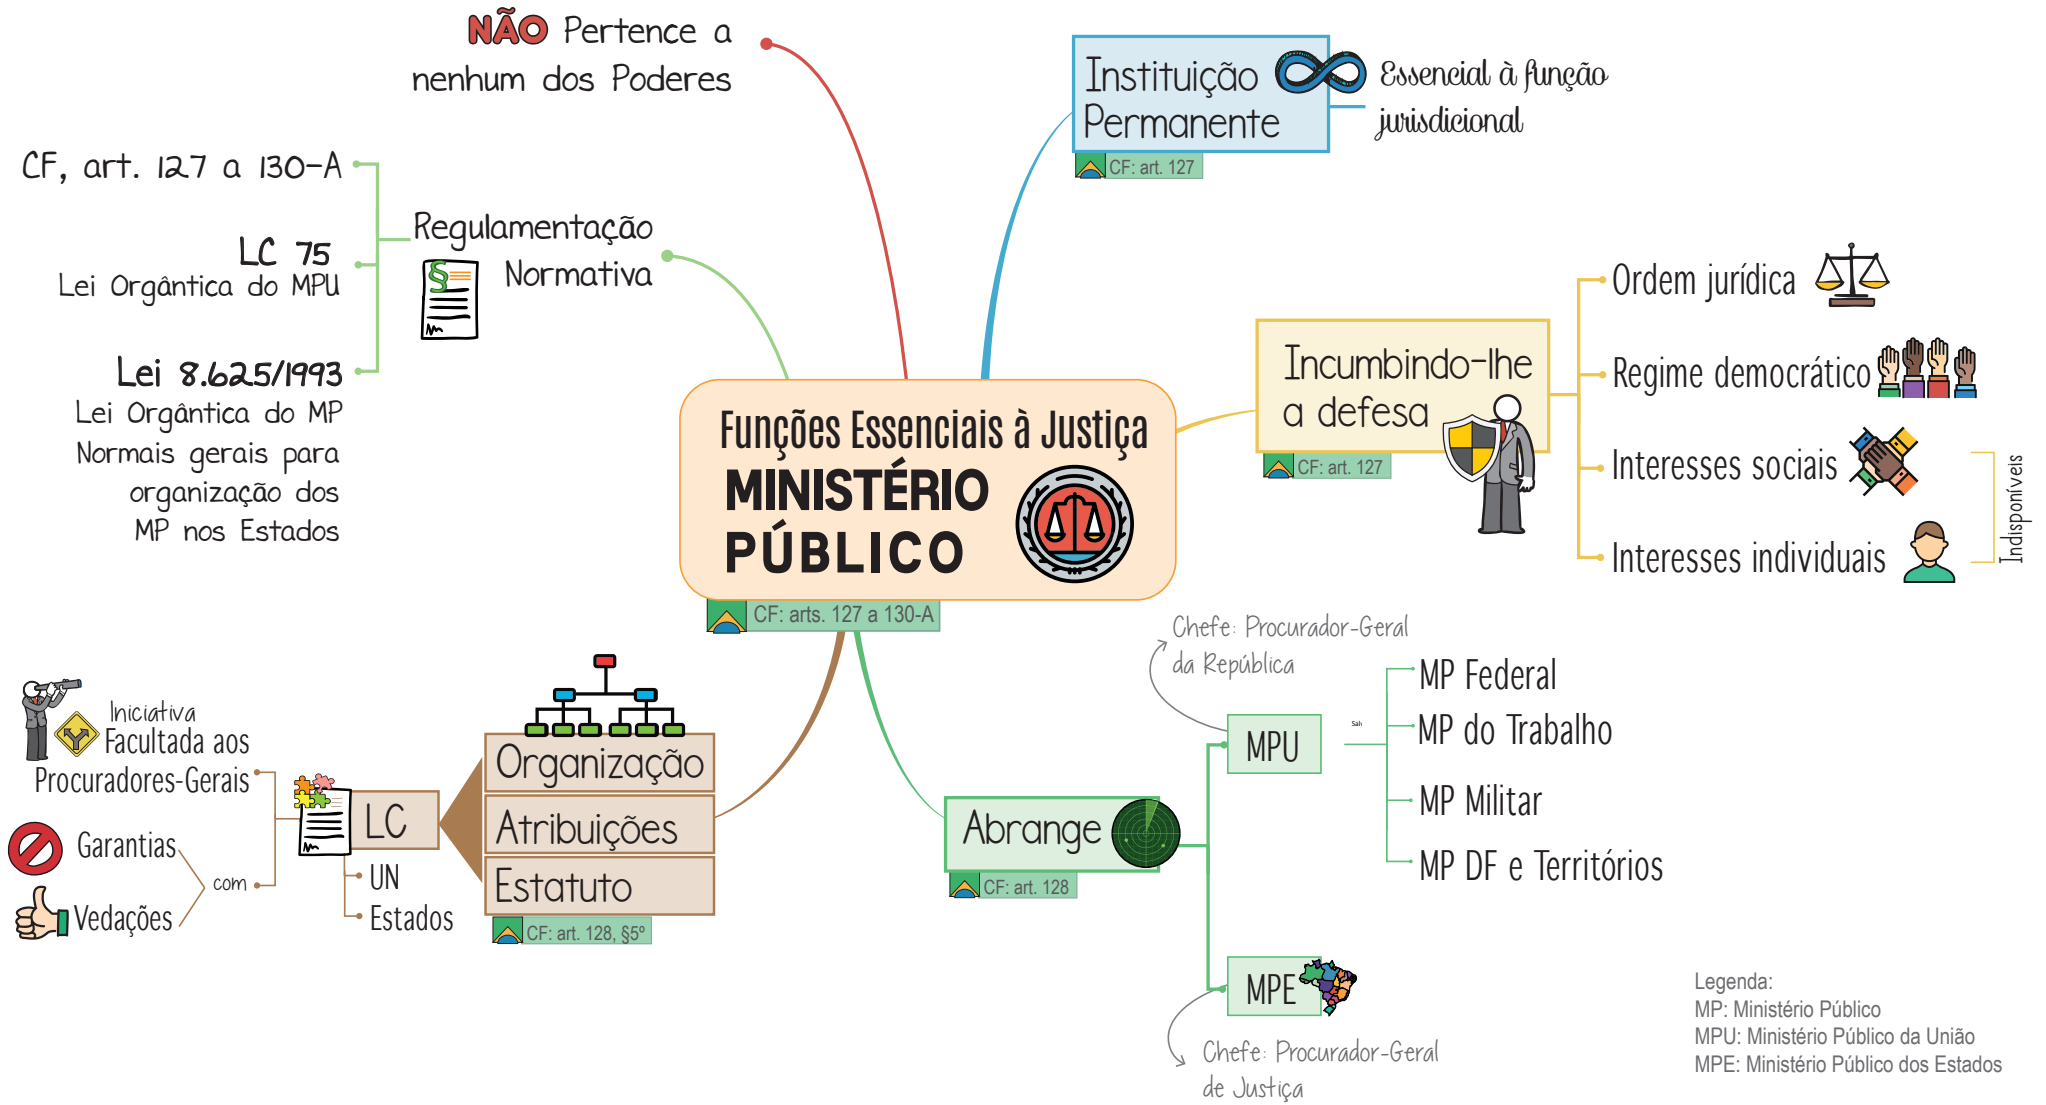 NÃO Pertence a
nenhum dos Poderes
Instituição
Permanente
CF: art. 127
Essencial à função
jurisdicional
CF, art. 127 a 130-A
LC 75
Lei Orgântica do MPU
Lei 8.625/1993
Lei Orgântica do MP
Normais gerais para
organização dos
MP nos Estados
Regulamentação
Normativa
Funções Essenciais à Justiça
MINISTÉRIO
PÚBLICO
CF: arts. 127 a 130-A
Incumbindo-lhe
a defesa
CF: art. 127
Ordem jurídica
Regime democrático
Interesses sociais
Interesses individuais
Indisponíveis
Iniciativa
Facultada aos
Procuradores-Gerais
Garantias
Vedações
com
LC
UN
Estados
Organização
Atribuições
Estatuto
CF: art. 128, §5º
Abrange
CF: art. 128
Chefe: Procurador-Geral
da República
MPU
MP Federal
MP do Trabalho
MP Militar
MP DF e Territórios
MPE
Chefe: Procurador-Geral
de Justiça
Legenda:
MP: Ministério Público
MPU: Ministério Público da União
MPE: Ministério Público dos Estados